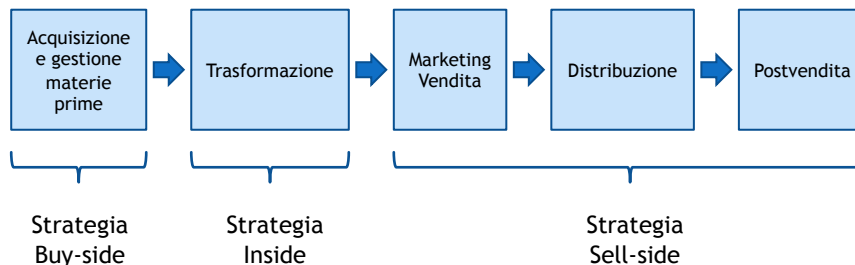 Acquisizione
e gestione
materie
prime
Trasformazione
Marketing
Vendita
Distribuzione
Postvendita
Strategia
Buy-side
Strategia
Inside
Strategia
Sell-side